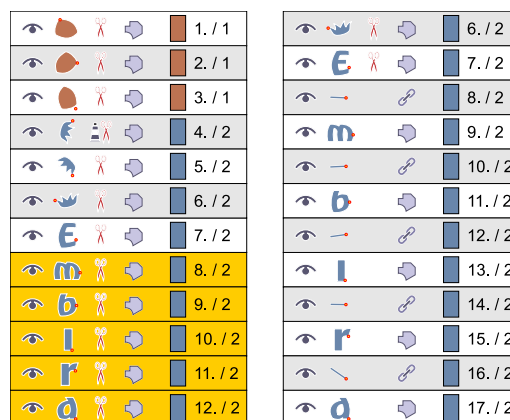 1. / 1
2. / 1
3. / 1
4. / 2
5. / 2
6. / 2
E 7. / 2
m 8. / 2
b 9. / 2
l 10. / 2
r 11. / 2
a 12. / 2
6. / 2
E 7. / 2
8. / 2
m 9. / 2
10. / 2
b 11. / 2
12. / 2
l 13. / 2
14. / 2
r 15. / 2
16. / 2
a 17. / 2